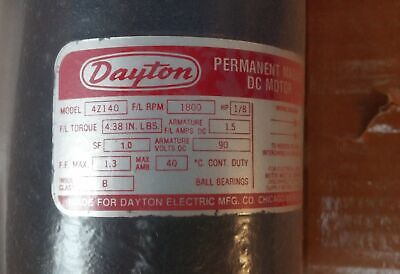 Dayton
PERMANENT
DC MOTOR
MODEL 4Z140 F/L RPM 1800 HP 1/8
F/L TORQUE 4.38 IN. LBS. ARMATURE F/L AMPS DC 1.5
SF 1.0 ARMATURE VOLTS DC 90
F.F. MAX. 1.3 MAX AMB 40 °C. CONT. DUTY
CLASS B BALL BEARINGS
MADE FOR DAYTON ELECTRIC MFG. CO. CHICAGO